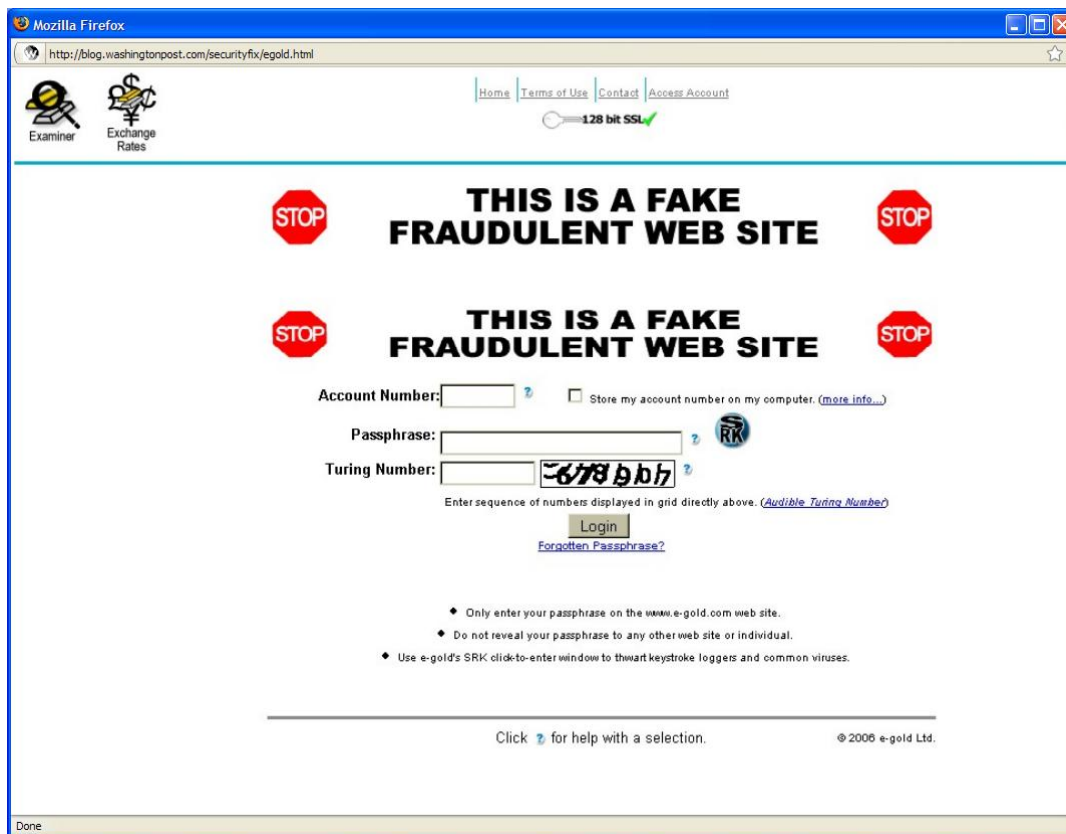 Mozilla Firefox
http://blog.washingtonpost.com/securityfix/egold.html
Home Terms of Use Contact Access Account
128 bit SSL
Examiner
Exchange
Rates
STOP THIS IS A FAKE STOP
FRAUDULENT WEB SITE
STOP THIS IS A FAKE STOP
FRAUDULENT WEB SITE
Account Number: ? Store my account number on my computer. (more info...)
Passphrase: ? SRK
Turing Number: ?
Enter sequence of numbers displayed in grid directly above. (Audible Turing Number)
Login
Forgotten Passphrase?
◆ Only enter your passphrase on the www.e-gold.com web site.
◆ Do not reveal your passphrase to any other web site or individual.
◆ Use e-gold's SRK click-to-enter window to thwart keystroke loggers and common viruses.
Click ? for help with a selection. © 2006 e-gold Ltd.
Done